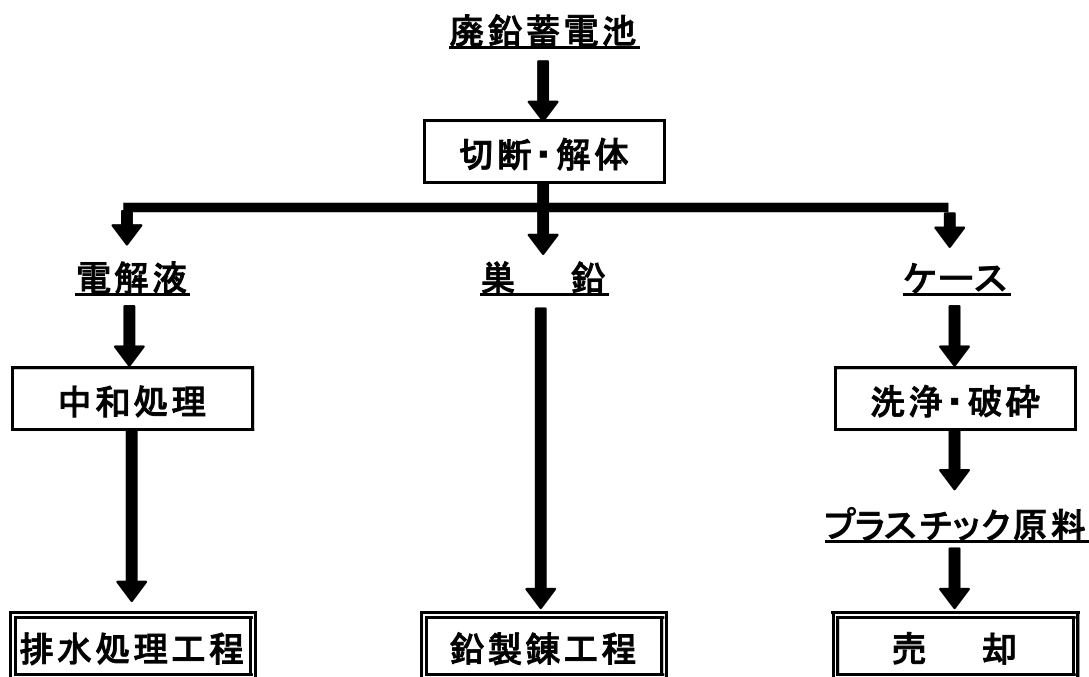 廃鉛蓄電池
切断・解体
電解液
巣　鉛
ケース
中和処理
洗浄・破砕
プラスチック原料
排水処理工程
鉛製錬工程
売　却